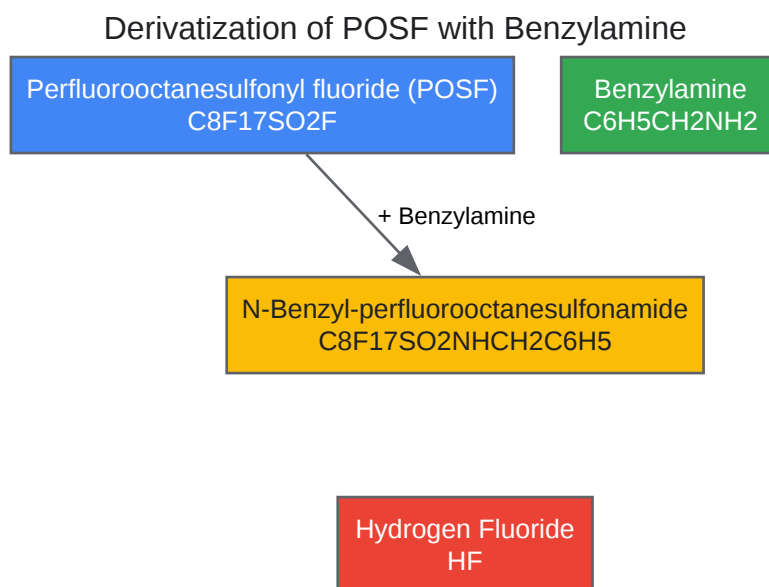 Derivatization of POSF with Benzylamine
Perfluorooctanesulfonyl fluoride (POSF)
C8F17SO2F
Benzylamine
C6H5CH2NH2
+ Benzylamine
N-Benzyl-perfluorooctanesulfonamide
C8F17SO2NHCH2C6H5
Hydrogen Fluoride
HF